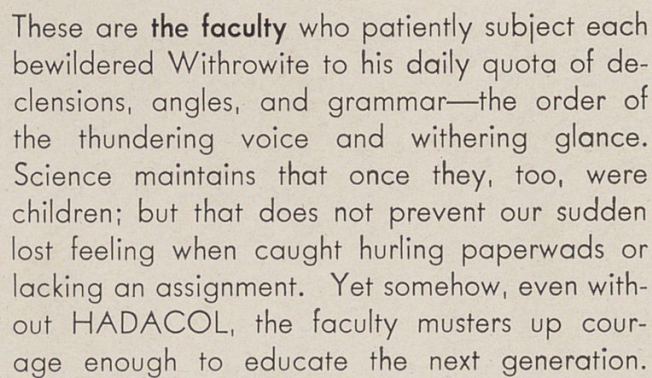 These are the faculty who patiently subject each
bewildered Withrowite to his daily quota of de-
clensions, angles, and grammar—the order of
the thundering voice and withering glance.
Science maintains that once they, too, were
children; but that does not prevent our sudden
lost feeling when caught hurling paperwads or
lacking an assignment. Yet somehow, even with-
out HADACOL, the faculty musters up cour-
age enough to educate the next generation.